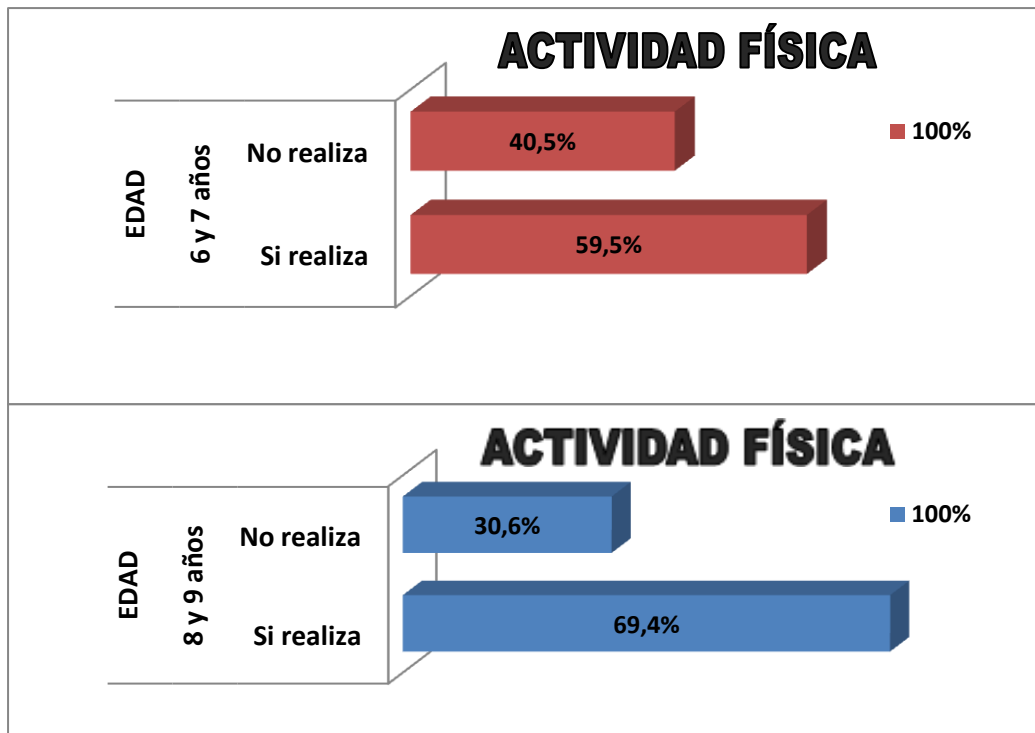 ACTIVIDAD FÍSICA
EDAD
6 y 7 años
No realiza
40,5%
100%
Si realiza
59,5%
ACTIVIDAD FÍSICA
EDAD
8 y 9 años
No realiza
30,6%
100%
Si realiza
69,4%